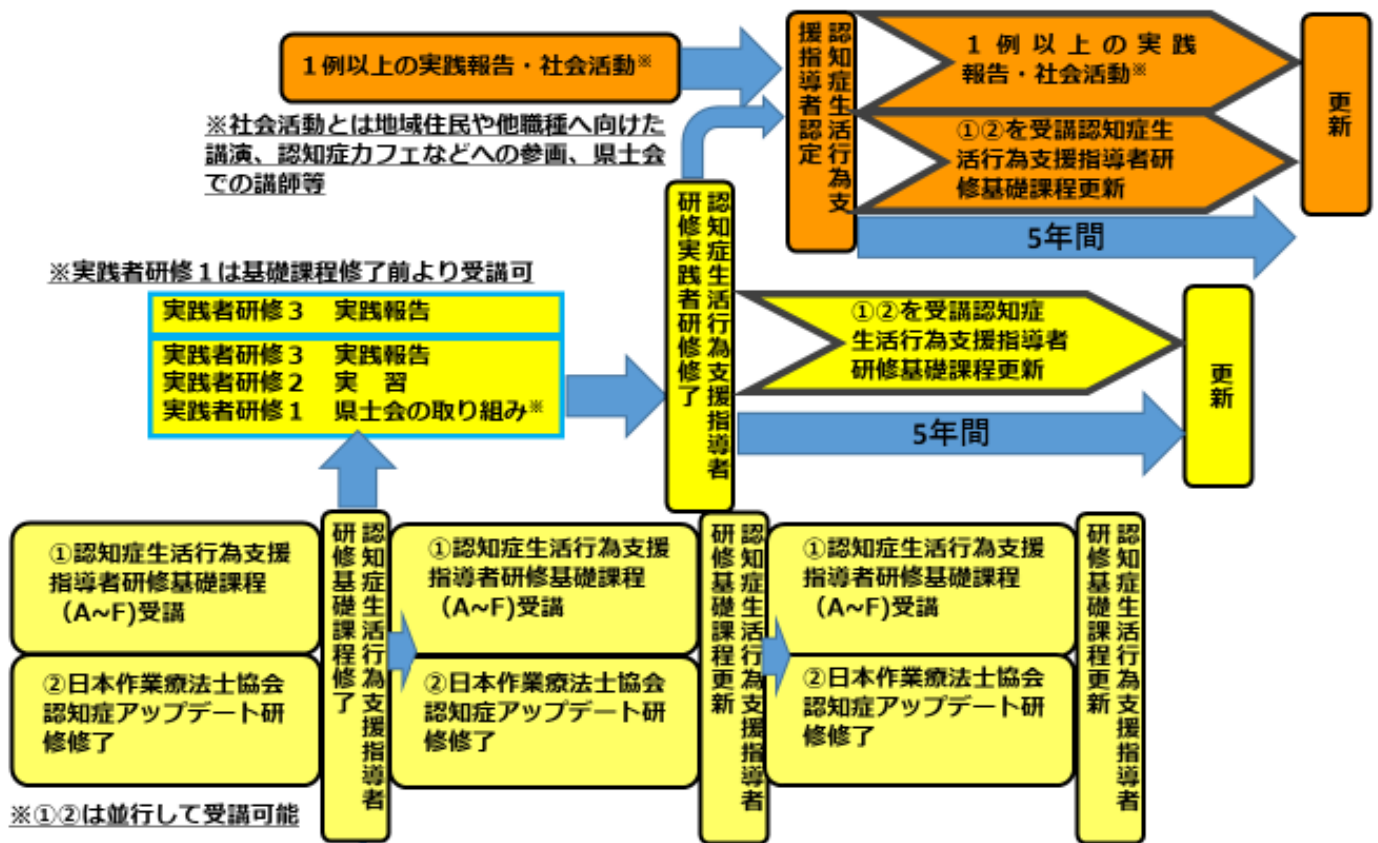 1例以上の実践報告・社会活動※
※社会活動とは地域住民や他職種へ向けた
講演、認知症カフェなどへの参画、県士会
での講師等
認知症生活行為支
援指導者認定
1例以上の実践
報告・社会活動※
①②を受講認知症生
活行為支援指導者研
修基礎課程更新
5年間
更新
※実践者研修1は基礎課程修了前より受講可
実践者研修3 実践報告
実践者研修3 実践報告
実践者研修2 実 習
実践者研修1 県士会の取り組み※
認知症生活行為支援指導者
研修実践者研修修了
①②を受講認知症
生活行為支援指導者
研修基礎課程更新
5年間
更新
①認知症生活行為支援
指導者研修基礎課程
(A~F)受講
②日本作業療法士協会
認知症アップデート研
修修了
認知症生活行為支援指導者
研修基礎課程修了
①認知症生活行為支援
指導者研修基礎課程
(A~F)受講
②日本作業療法士協会
認知症アップデート研
修修了
認知症生活行為支援指導者
研修基礎課程更新
①認知症生活行為支援
指導者研修基礎課程
(A~F)受講
②日本作業療法士協会
認知症アップデート研
修修了
認知症生活行為支援指導者
研修基礎課程更新
※①②は並行して受講可能